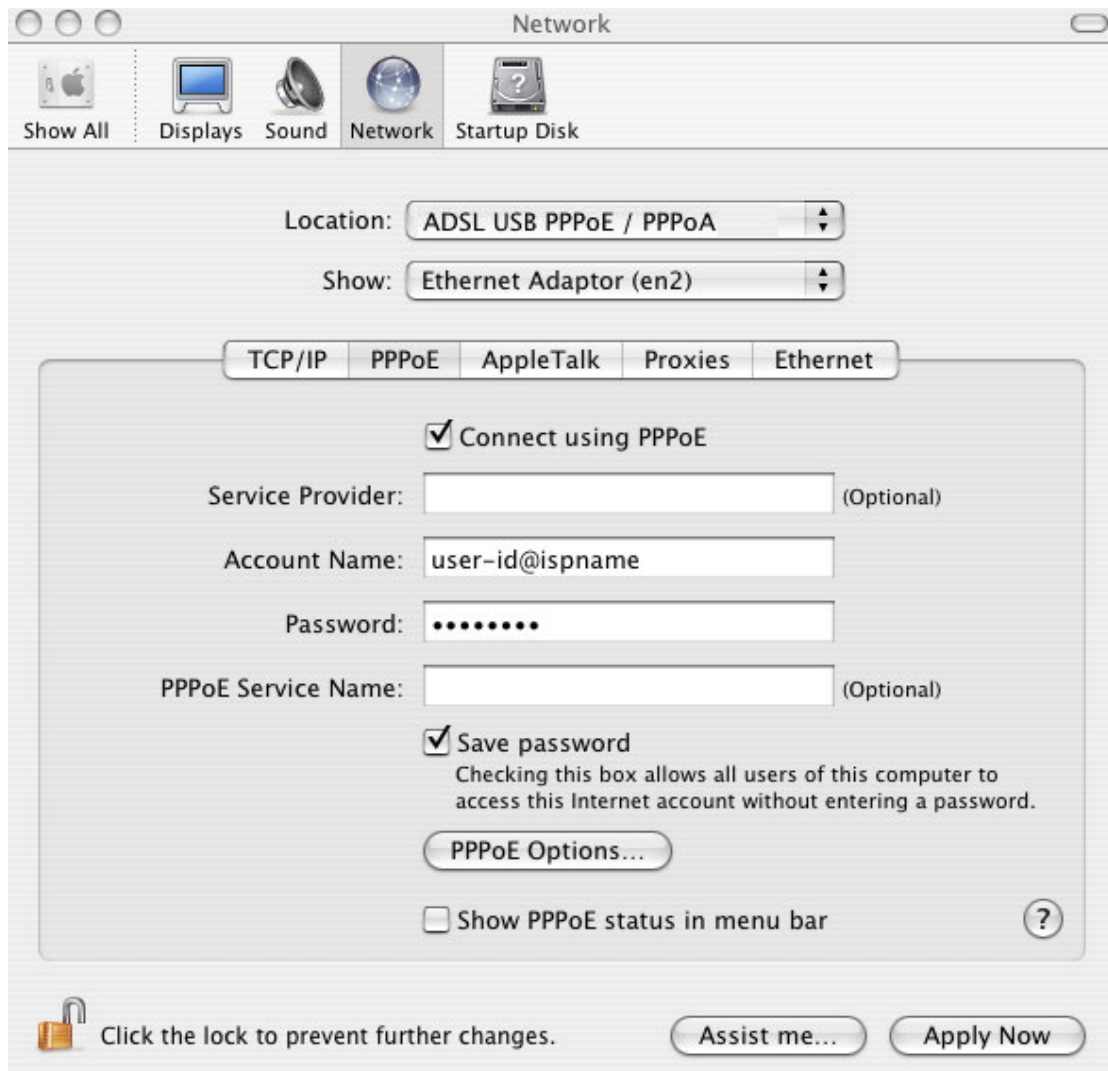 Network
Show All Displays Sound Network Startup Disk
Location: ADSL USB PPPoE / PPPoA
Show: Ethernet Adaptor (en2)
TCP/IP PPPoE AppleTalk Proxies Ethernet
Connect using PPPoE
Service Provider: (Optional)
Account Name: user-id@ispname
Password: ••••••••
PPPoE Service Name: (Optional)
Save password
Checking this box allows all users of this computer to
access this Internet account without entering a password.
PPPoE Options...
Show PPPoE status in menu bar ?
Click the lock to prevent further changes. Assist me... Apply Now